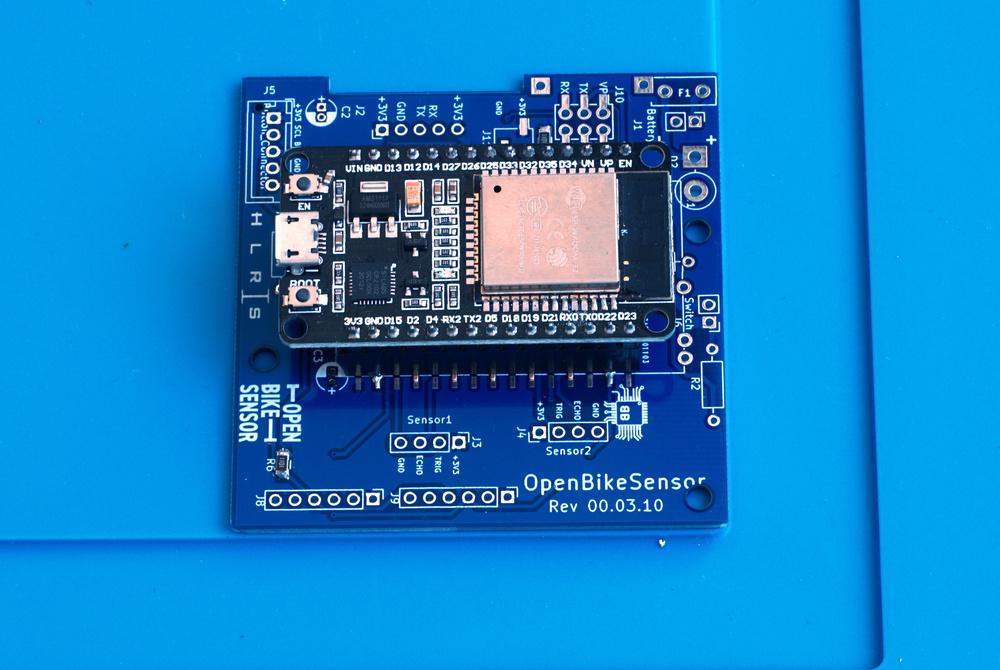 J5
C2
J2
+3V3
GND
TX
RX
+3V3
GND
+3V3
RX
TX
VP
J10
F1
J1
+
+3V3
SCL
GND
VIN GND D13 D12 D14 D27 D26 D25 D33 D32 D35 D34 VN VP EN
EN
BOOT
H L R S
3V3 GND D15 D2 D4 RX2 TX2 D5 D18 D19 D21 RX0 TX0 D22 D23
Switch
J6
R2
C3
+
OPEN
BIKE
SENSOR
R6
Sensor1
J3
GND
ECHO
TRIG
+3V3
J4
+3V3
TRIG
ECHO
GND
Sensor2
BB
J8
J9
OpenBikeSensor
Rev 00.03.10